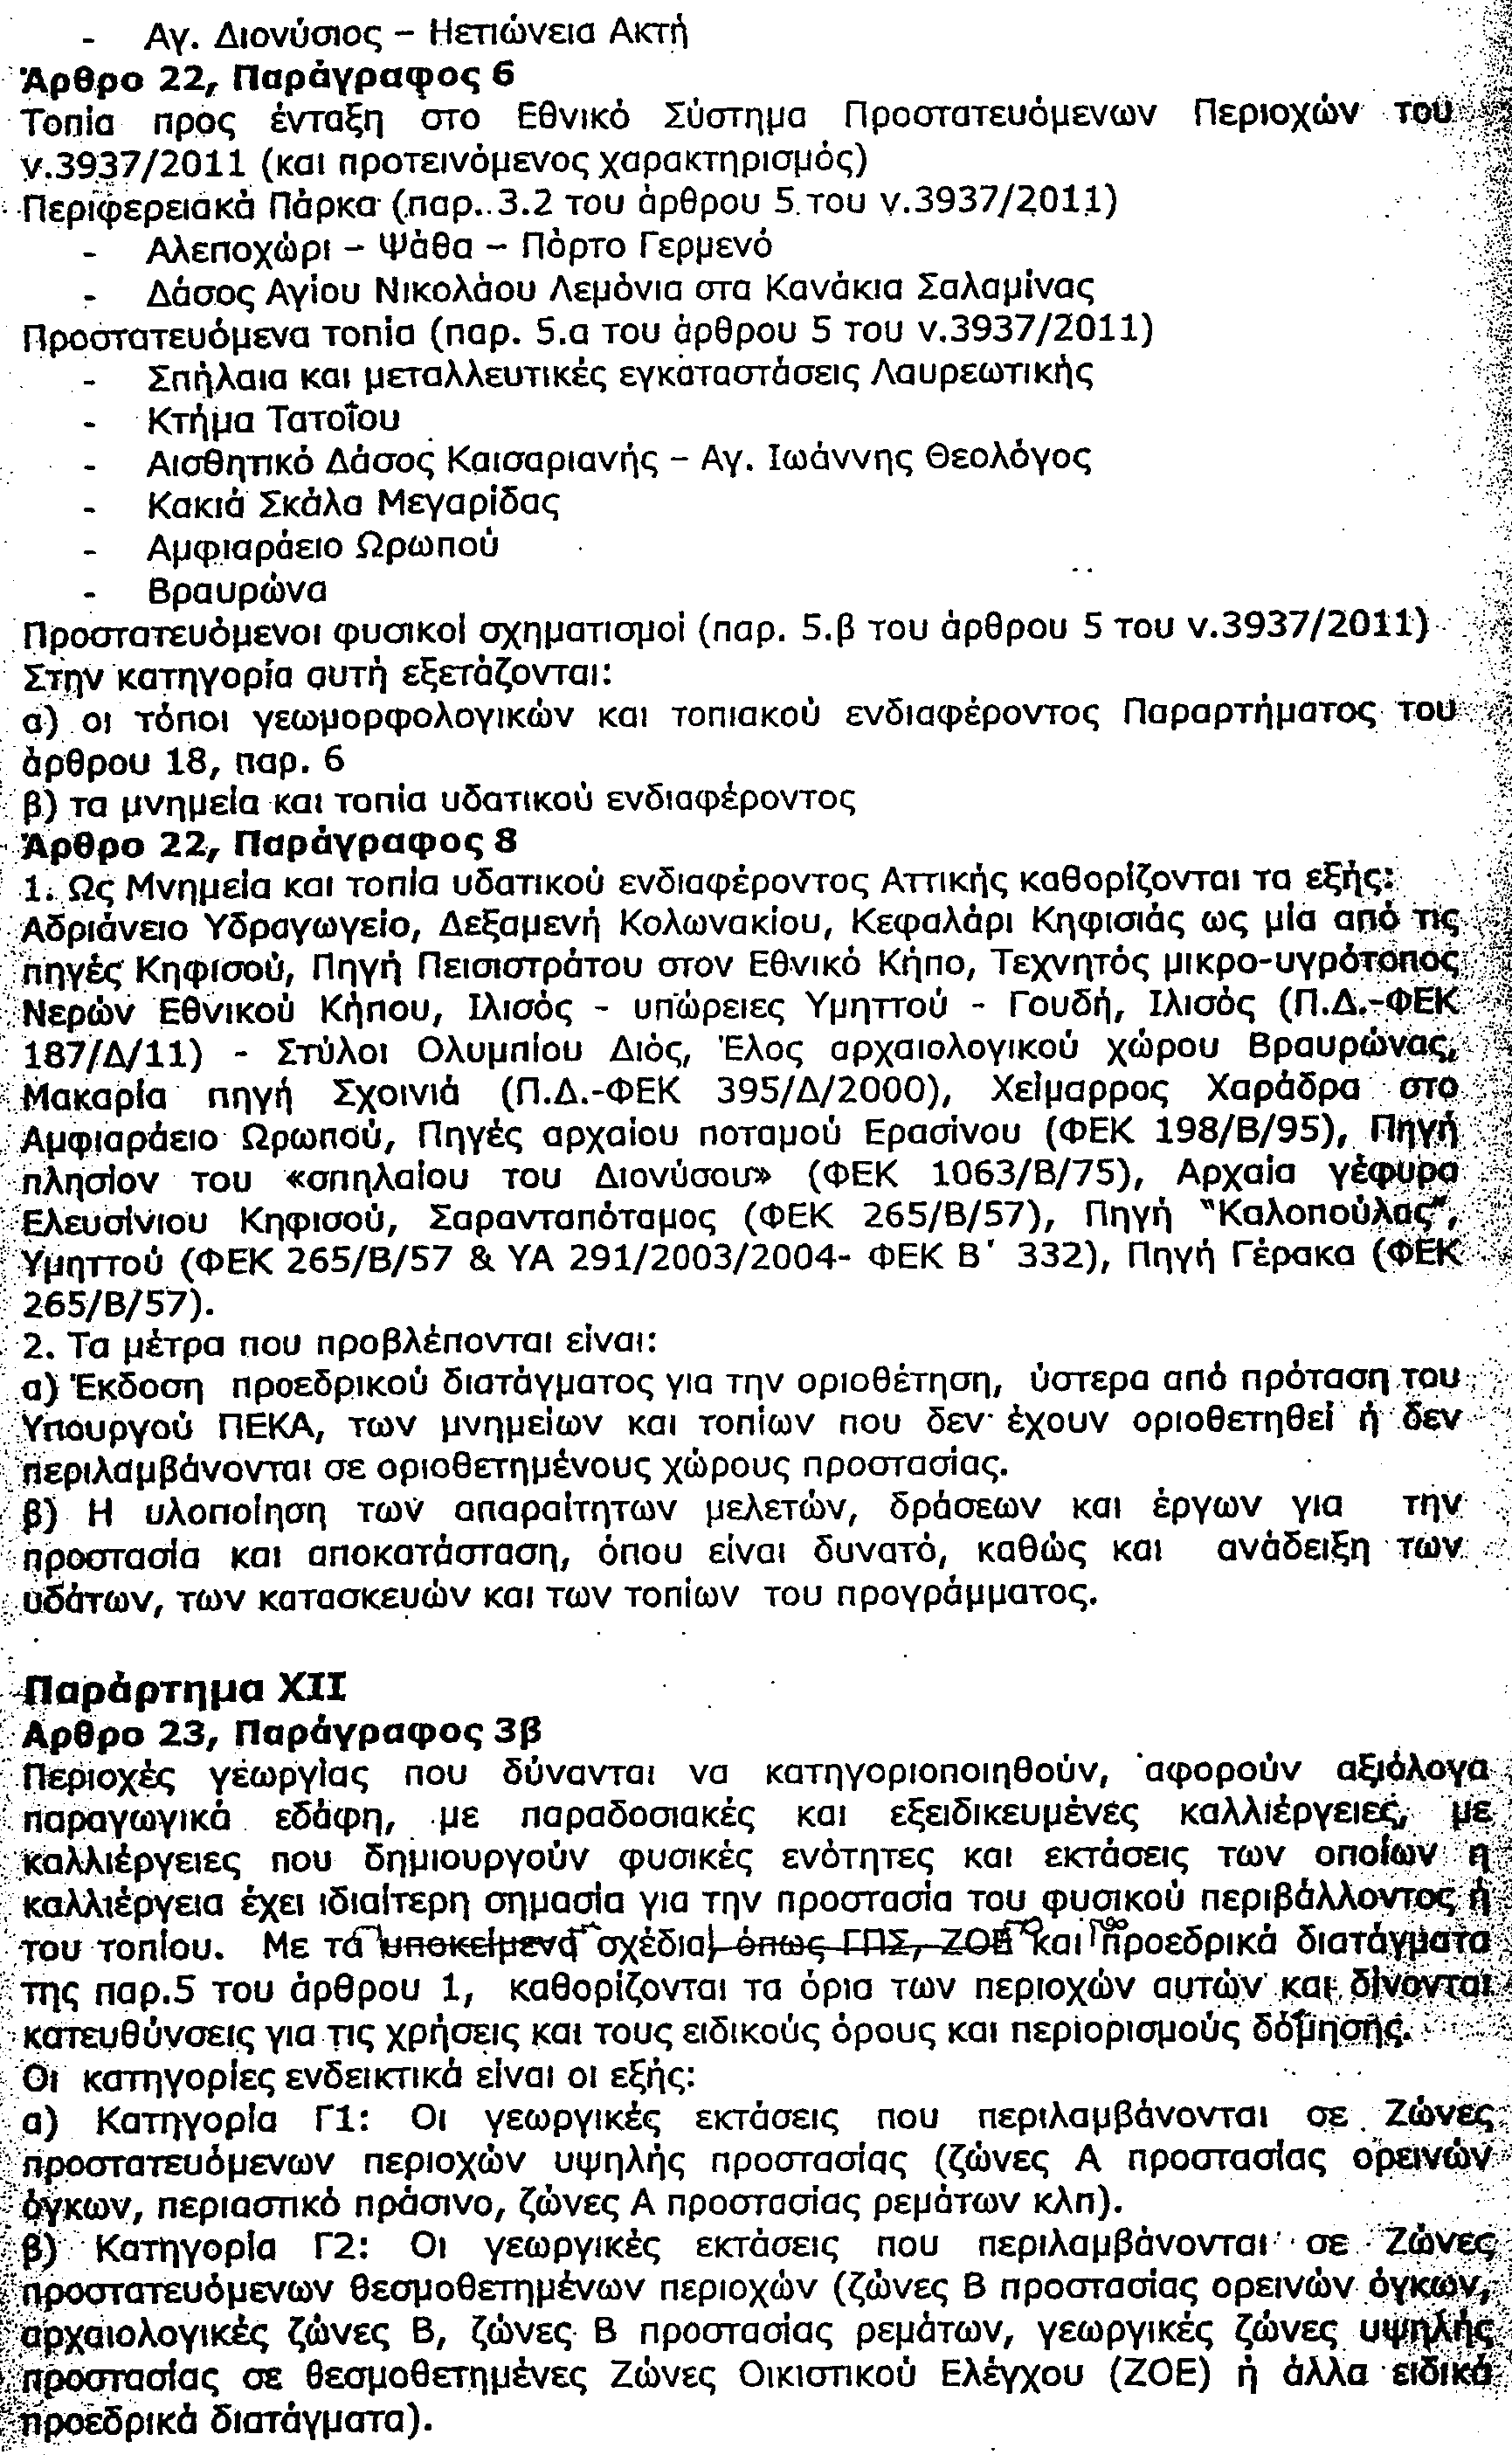 - Αγ. Διονύσιος – Ηετιώνεια Ακτή
Άρθρο 22, Παράγραφος 6
Τοπία προς ένταξη στο Εθνικό Σύστημα Προστατευόμενων Περιοχών του
ν.3937/2011 (και προτεινόμενος χαρακτηρισμός)
Περιφερειακά Πάρκα (παρ. 3.2 του άρθρου 5 του ν.3937/2011)
- Αλεποχώρι – Ψάθα – Πόρτο Γερμενό
- Δάσος Αγίου Νικολάου Λεμόνια στα Κανάκια Σαλαμίνας
Προστατευόμενα τοπία (παρ. 5.α του άρθρου 5 του ν.3937/2011)
- Σπήλαια και μεταλλευτικές εγκαταστάσεις Λαυρεωτικής
- Κτήμα Τατοΐου
- Αισθητικό Δάσος Καισαριανής – Αγ. Ιωάννης Θεολόγος
- Κακιά Σκάλα Μεγαρίδας
- Αμφιαράειο Ωρωπού
- Βραυρώνα
Προστατευόμενοι φυσικοί σχηματισμοί (παρ. 5.β του άρθρου 5 του ν.3937/2011)
Στην κατηγορία αυτή εξετάζονται:
α) οι τόποι γεωμορφολογικών και τοπιακού ενδιαφέροντος Παραρτήματος του
άρθρου 18, παρ. 6
β) τα μνημεία και τοπία υδατικού ενδιαφέροντος
Άρθρο 22, Παράγραφος 8
1. Ως Μνημεία και τοπία υδατικού ενδιαφέροντος Αττικής καθορίζονται τα εξής:
Αδριάνειο Υδραγωγείο, Δεξαμενή Κολωνακίου, Κεφαλάρι Κηφισιάς ως μία από τις
πηγές Κηφισού, Πηγή Πεισιστράτου στον Εθνικό Κήπο, Τεχνητός μικρο-υγρότοπος
Νερών Εθνικού Κήπου, Ιλισός - υπώρειες Υμηττού - Γουδή, Ιλισός (Π.Δ.-ΦΕΚ
187/Δ/11) - Στύλοι Ολυμπίου Διός, Έλος αρχαιολογικού χώρου Βραυρώνας,
Μακαρία πηγή Σχοινιά (Π.Δ.-ΦΕΚ 395/Δ/2000), Χείμαρρος Χαράδρα στο
Αμφιαράειο Ωρωπού, Πηγές αρχαίου ποταμού Ερασίνου (ΦΕΚ 198/Β/95), Πηγή
πλησίον του «σπηλαίου του Διονύσου» (ΦΕΚ 1063/Β/75), Αρχαία γέφυρα
Ελευσίνιου Κηφισού, Σαρανταπόταμος (ΦΕΚ 265/Β/57), Πηγή "Καλοπούλας",
Υμηττού (ΦΕΚ 265/Β/57 & ΥΑ 291/2003/2004- ΦΕΚ Β' 332), Πηγή Γέρακα (ΦΕΚ
265/Β/57).
2. Τα μέτρα που προβλέπονται είναι:
α) Έκδοση προεδρικού διατάγματος για την οριοθέτηση, ύστερα από πρόταση του
Υπουργού ΠΕΚΑ, των μνημείων και τοπίων που δεν έχουν οριοθετηθεί ή δεν
περιλαμβάνονται σε οριοθετημένους χώρους προστασίας.
β) Η υλοποίηση των απαραίτητων μελετών, δράσεων και έργων για την
προστασία και αποκατάσταση, όπου είναι δυνατό, καθώς και ανάδειξη των
υδάτων, των κατασκευών και των τοπίων του προγράμματος.
Παράρτημα ΧΙΙ
Αρθρο 23, Παράγραφος 3β
Περιοχές γεωργίας που δύνανται να κατηγοριοποιηθούν, αφορούν αξιόλογα
παραγωγικά εδάφη, με παραδοσιακές και εξειδικευμένες καλλιέργειες, με
καλλιέργειες που δημιουργούν φυσικές ενότητες και εκτάσεις των οποίων η
καλλιέργεια έχει ιδιαίτερη σημασία για την προστασία του φυσικού περιβάλλοντος ή
του τοπίου. Με τα υποκείμενα σχέδια, όπως ΓΠΣ, ΖΟΕ και προεδρικά διατάγματα
της παρ.5 του άρθρου 1, καθορίζονται τα όρια των περιοχών αυτών και δίνονται
κατευθύνσεις για τις χρήσεις και τους ειδικούς όρους και περιορισμούς δόμησης.
Οι κατηγορίες ενδεικτικά είναι οι εξής:
α) Κατηγορία Γ1: Οι γεωργικές εκτάσεις που περιλαμβάνονται σε Ζώνες
προστατευόμενων περιοχών υψηλής προστασίας (ζώνες Α προστασίας ορεινών
όγκων, περιαστικό πράσινο, ζώνες Α προστασίας ρεμάτων κλπ).
β) Κατηγορία Γ2: Οι γεωργικές εκτάσεις που περιλαμβάνονται σε Ζώνες
προστατευόμενων θεσμοθετημένων περιοχών (ζώνες Β προστασίας ορεινών όγκων,
αρχαιολογικές ζώνες Β, ζώνες Β προστασίας ρεμάτων, γεωργικές ζώνες υψηλής
προστασίας σε θεσμοθετημένες Ζώνες Οικιστικού Ελέγχου (ΖΟΕ) ή άλλα ειδικά
προεδρικά διατάγματα).